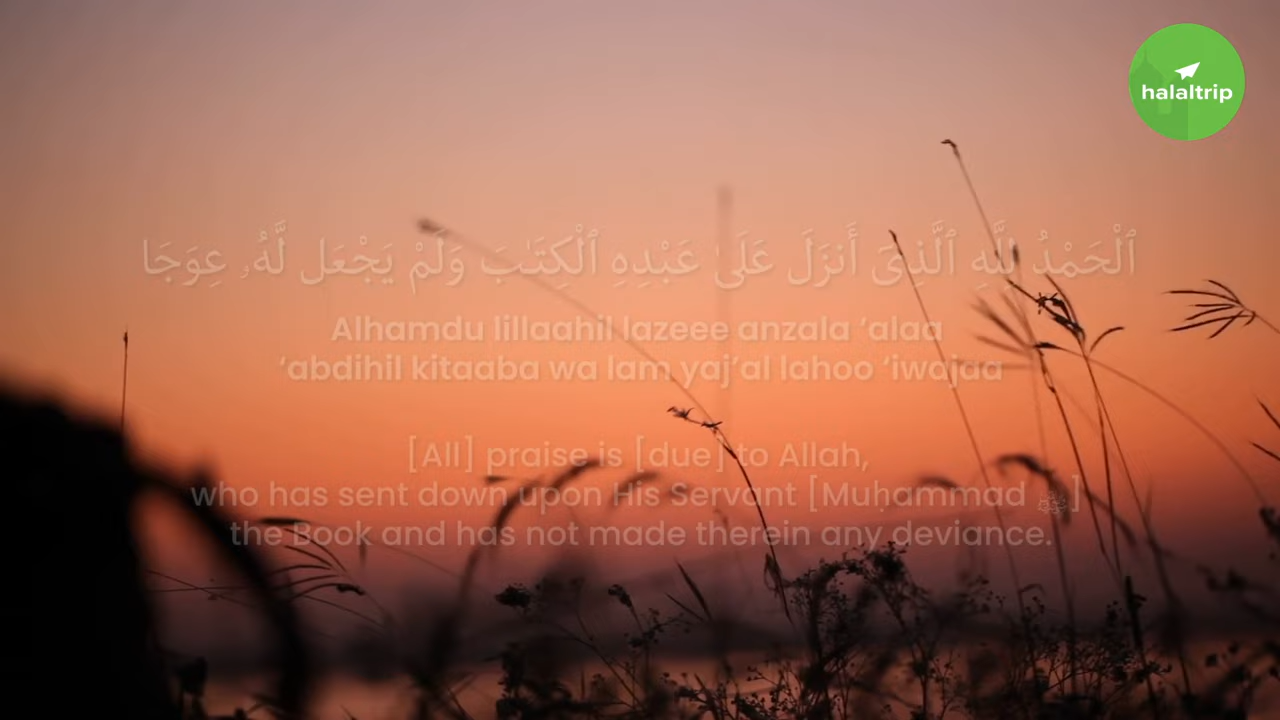 halaltrip
ٱلْحَمْدُ لِلَّهِ ٱلَّذِىٓ أَنزَلَ عَلَىٰ عَبْدِهِ ٱلْكِتَـٰبَ وَلَمْ يَجْعَل لَّهُۥ عِوَجَا
Alhamdu lillaahil lazeee anzala ‘alaa
‘abdihil kitaaba wa lam yaj’al lahoo ‘iwajaa
[All] praise is [due] to Allah,
who has sent down upon His Servant [Muḥammad ﷺ]
the Book and has not made therein any deviance.